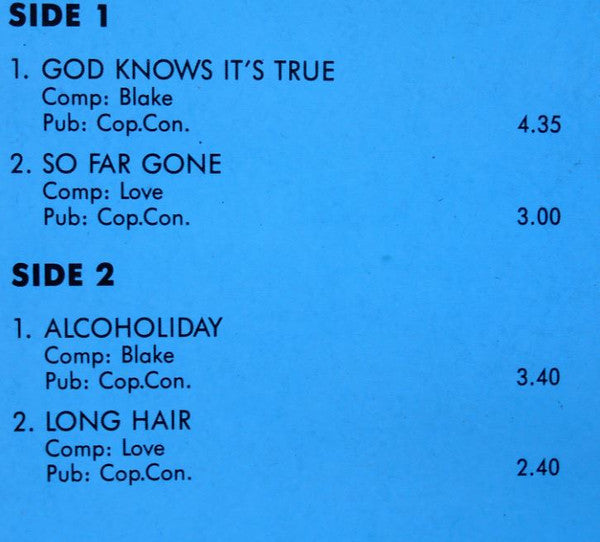 SIDE 1
1. GOD KNOWS IT'S TRUE
Comp: Blake
Pub: Cop.Con. 4.35
2. SO FAR GONE
Comp: Love
Pub: Cop.Con. 3.00
SIDE 2
1. ALCOHOLIDAY
Comp: Blake
Pub: Cop.Con. 3.40
2. LONG HAIR
Comp: Love
Pub: Cop.Con. 2.40